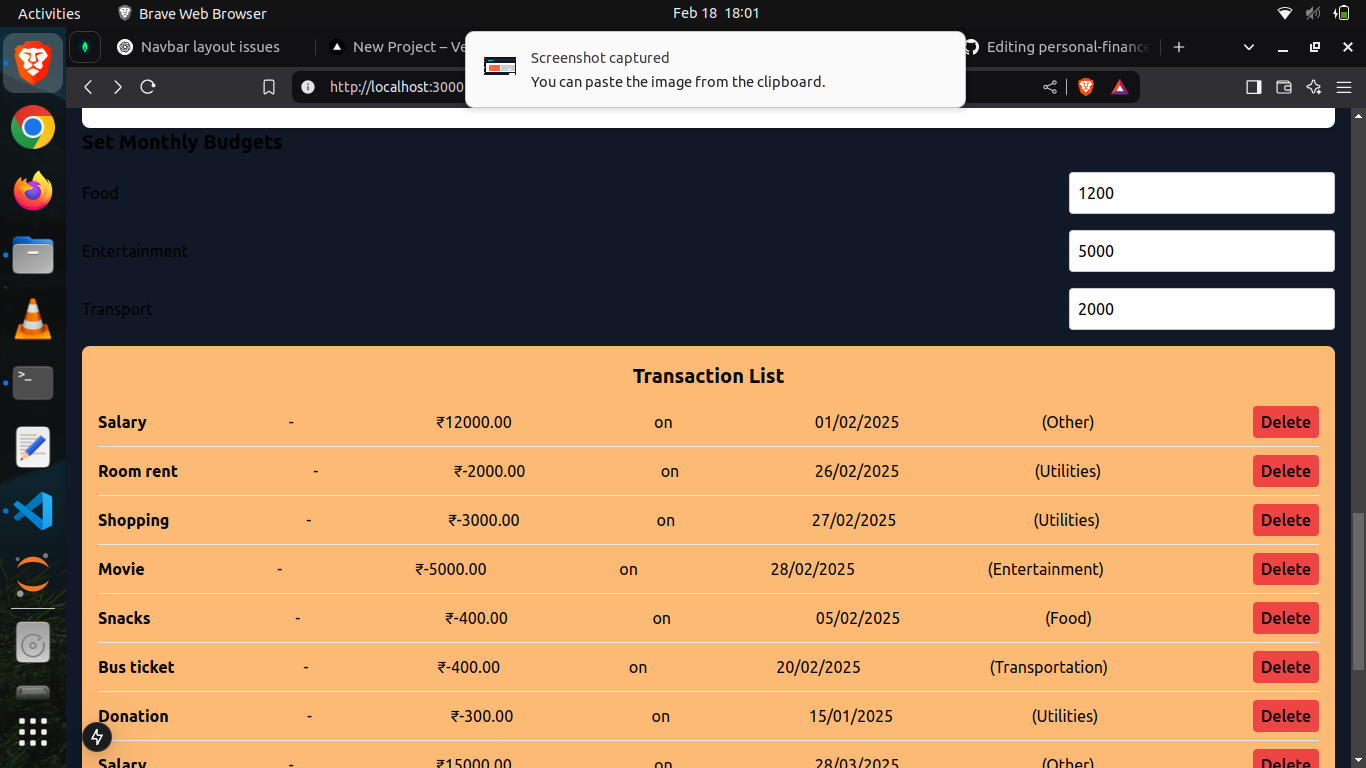 Activities Brave Web Browser Feb 18 18:01
Navbar layout issues New Project – Ve Editing personal-finance
Screenshot captured
You can paste the image from the clipboard.
http://localhost:3000
Set Monthly Budgets
Food 1200
Entertainment 5000
Transport 2000
Transaction List
Salary - ₹12000.00 on 01/02/2025 (Other) Delete
Room rent - ₹-2000.00 on 26/02/2025 (Utilities) Delete
Shopping - ₹-3000.00 on 27/02/2025 (Utilities) Delete
Movie - ₹-5000.00 on 28/02/2025 (Entertainment) Delete
Snacks - ₹-400.00 on 05/02/2025 (Food) Delete
Bus ticket - ₹-400.00 on 20/02/2025 (Transportation) Delete
Donation - ₹-300.00 on 15/01/2025 (Utilities) Delete
Salary - ₹15000.00 on 28/03/2025 (Other) Delete